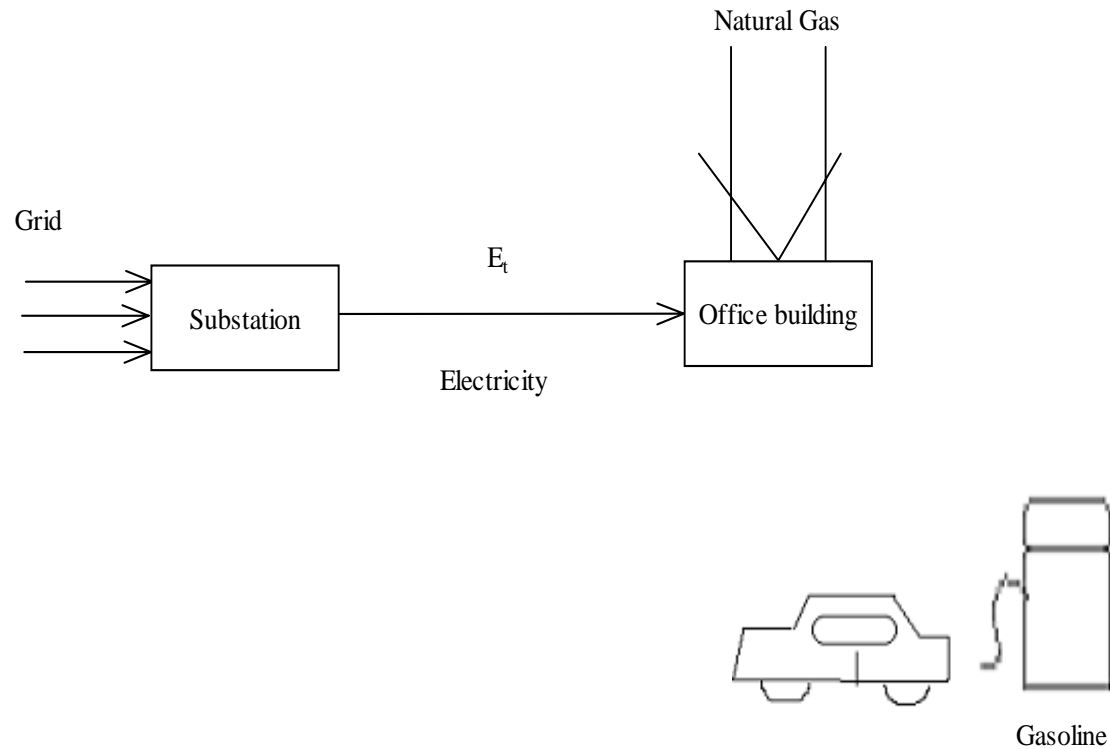 Natural Gas
Grid
E_t
Substation
Office building
Electricity
Gasoline